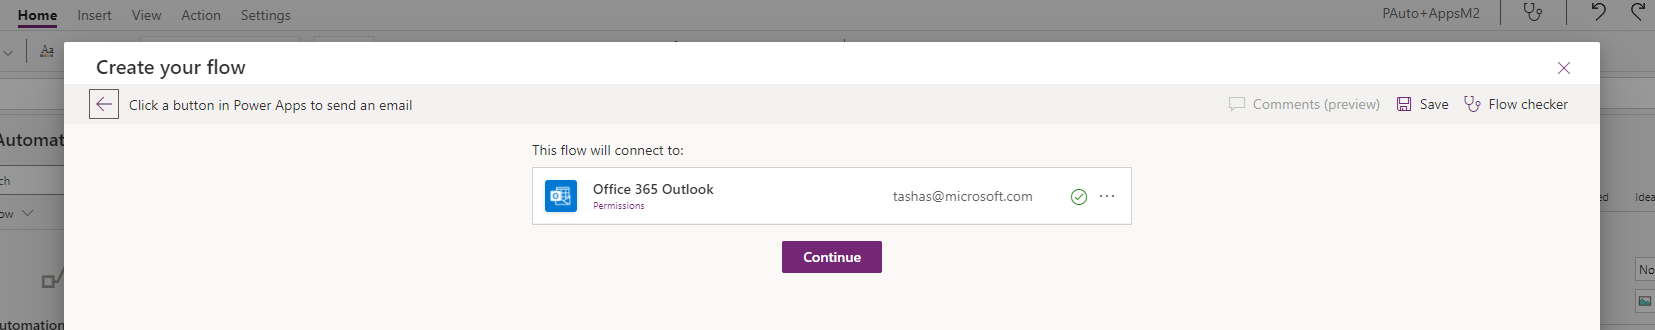 Home Insert View Action Settings PAuto+AppsM2
Aa
Create your flow
Click a button in Power Apps to send an email Comments (preview) Save Flow checker
Automat
ch
This flow will connect to:
Office 365 Outlook tashas@microsoft.com
Permissions
ow
ed Idea
Continue
No
utomation